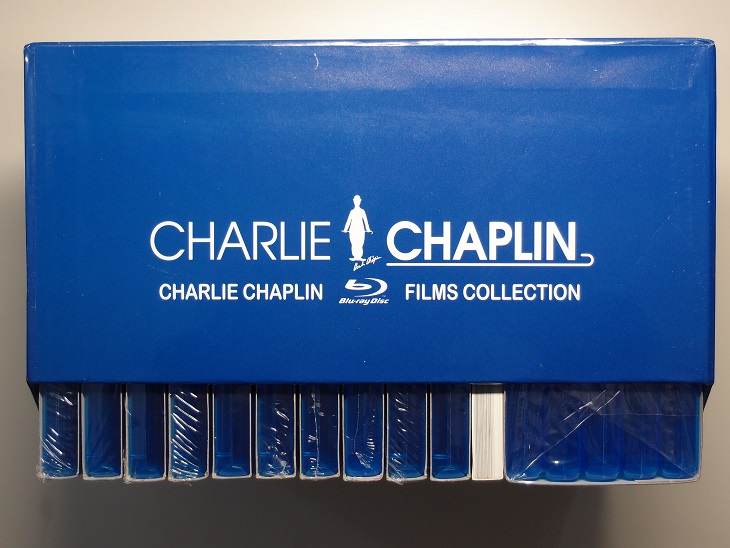 CHARLIE CHAPLIN
CHARLIE CHAPLIN Blu-ray Disc FILMS COLLECTION